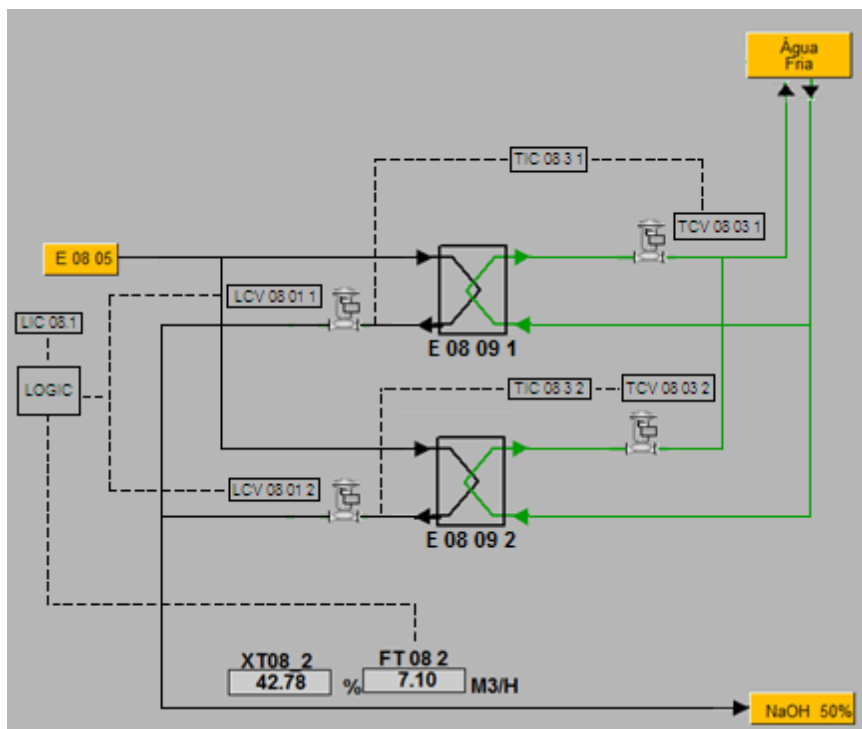 Água
Fria
TIC 08 3 1
TCV 08 03 1
E 08 05
LCV 08 01 1
LIC 08.1
E 08 09 1
LOGIC
TIC 08 3 2
TCV 08 03 2
LCV 08 01 2
E 08 09 2
XT08_2
FT 08 2
42.78 % 7.10 M3/H
NaOH 50%